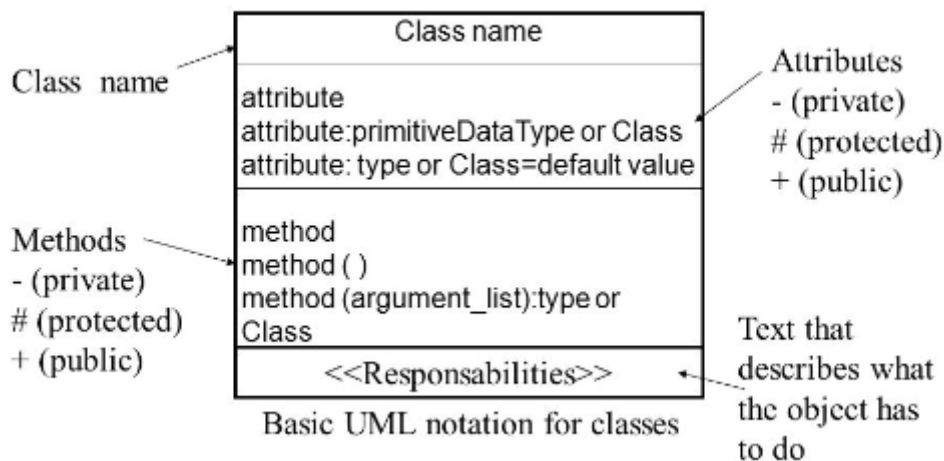 Class name
Class name
attribute
attribute:primitiveDataType or Class
attribute: type or Class=default value
Attributes
- (private)
# (protected)
+ (public)
Methods
- (private)
# (protected)
+ (public)
method
method ( )
method (argument_list):type or
Class
<<Responsabilities>>
Text that
describes what
the object has
to do
Basic UML notation for classes